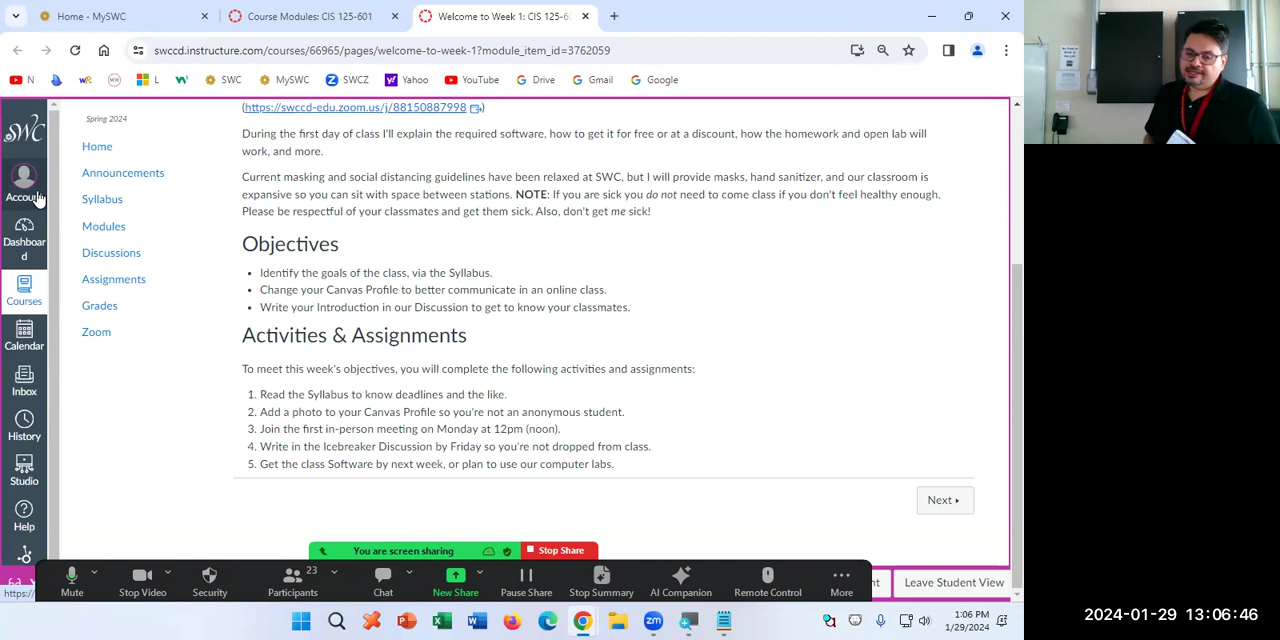 Home - MySWC
Course Modules: CIS 125-601
Welcome to Week 1: CIS 125-6
swccd.instructure.com/courses/66965/pages/welcome-to-week-1?module_item_id=3762059
N
L
SWC
MySWC
SVCZ
Yahoo
YouTube
Drive
Gmail
Google
SWC
Account
Dashboar
d
Courses
Calendar
Inbox
History
Studio
Help
Spring 2024
Home
Announcements
Syllabus
Modules
Discussions
Assignments
Grades
Zoom
(https://swccd-edu.zoom.us/j/88150887998)
During the first day of class I'll explain the required software, how to get it for free or at a discount, how the homework and open lab will
work, and more.
Current masking and social distancing guidelines have been relaxed at SWC, but I will provide masks, hand sanitizer, and our classroom is
expansive so you can sit with space between stations. NOTE: If you are sick you do not need to come class if you don't feel healthy enough.
Please be respectful of your classmates and get them sick. Also, don't get me sick!
Objectives
Identify the goals of the class, via the Syllabus.
Change your Canvas Profile to better communicate in an online class.
Write your Introduction in our Discussion to get to know your classmates.
Activities & Assignments
To meet this week's objectives, you will complete the following activities and assignments:
1. Read the Syllabus to know deadlines and the like.
2. Add a photo to your Canvas Profile so you're not an anonymous student.
3. Join the first in-person meeting on Monday at 12pm (noon).
4. Write in the Icebreaker Discussion by Friday so you're not dropped from class.
5. Get the class Software by next week, or plan to use our computer labs.
Next
You are screen sharing
Stop Share
Mute
Stop Video
Security
23
Participants
Chat
New Share
Pause Share
Stop Summary
AI Companion
Remote Control
More
nt
Leave Student View
https:/
1:06 PM
1/29/2024
2024-01-29 13:06:46